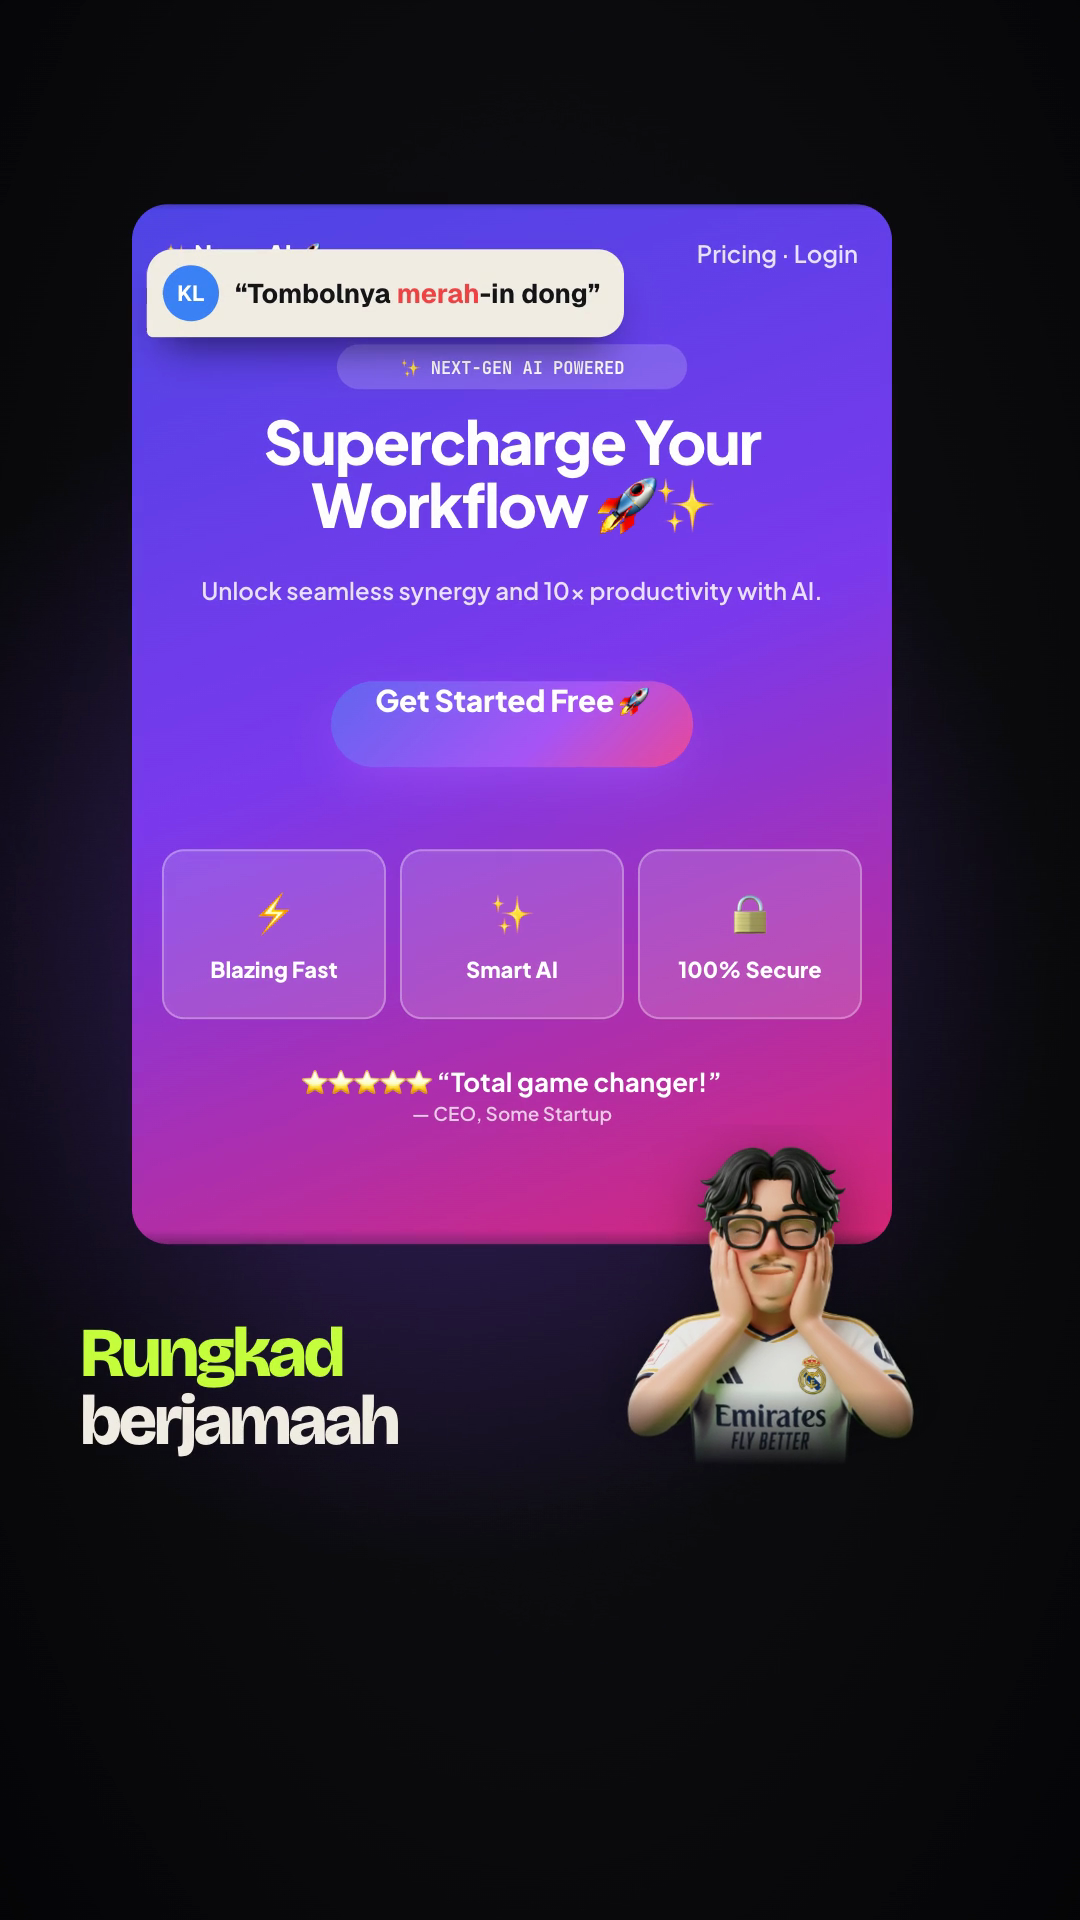 Pricing · Login
KL
“Tombolnya merah-in dong”
✨ NEXT-GEN AI POWERED
Supercharge Your
Workflow 🚀✨
Unlock seamless synergy and 10× productivity with AI.
Get Started Free 🚀
⚡
✨
🔒
Blazing Fast
Smart AI
100% Secure
⭐⭐⭐⭐⭐ “Total game changer!”
— CEO, Some Startup
Rungkad
berjamaah
Emirates
FLY BETTER